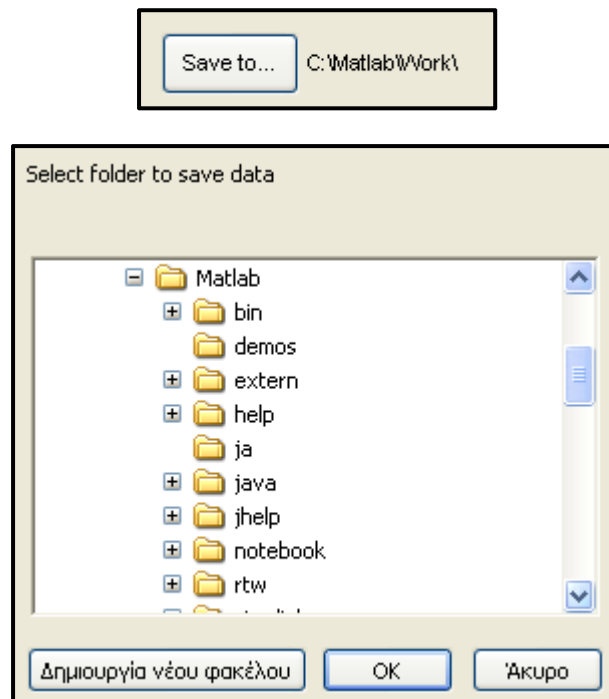 Save to... C:\Matlab\Work\
Select folder to save data
Matlab
bin
demos
extern
help
ja
java
jhelp
notebook
rtw
Δημιουργία νέου φακέλου OK Άκυρο